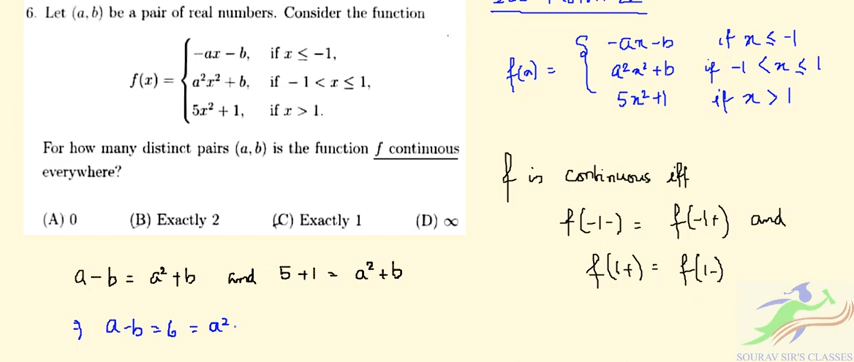 6. Let (a, b) be a pair of real numbers. Consider the function
f(x) = { -ax - b, if x ≤ -1,
a²x² + b, if -1 < x ≤ 1,
5x² + 1, if x > 1.
For how many distinct pairs (a, b) is the function f continuous
everywhere?
(A) 0 (B) Exactly 2 (C) Exactly 1 (D) ∞
f(x) = { -ax-b if x ≤ -1
a²x²+b if -1 < x ≤ 1
5x²+1 if x > 1
f is continuous iff
f(-1-) = f(-1+) and
f(1+) = f(1-)
a-b = a²+b and 5+1 = a²+b
⇒ a-b = 6 = a².
SOURAV SIR'S CLASSES